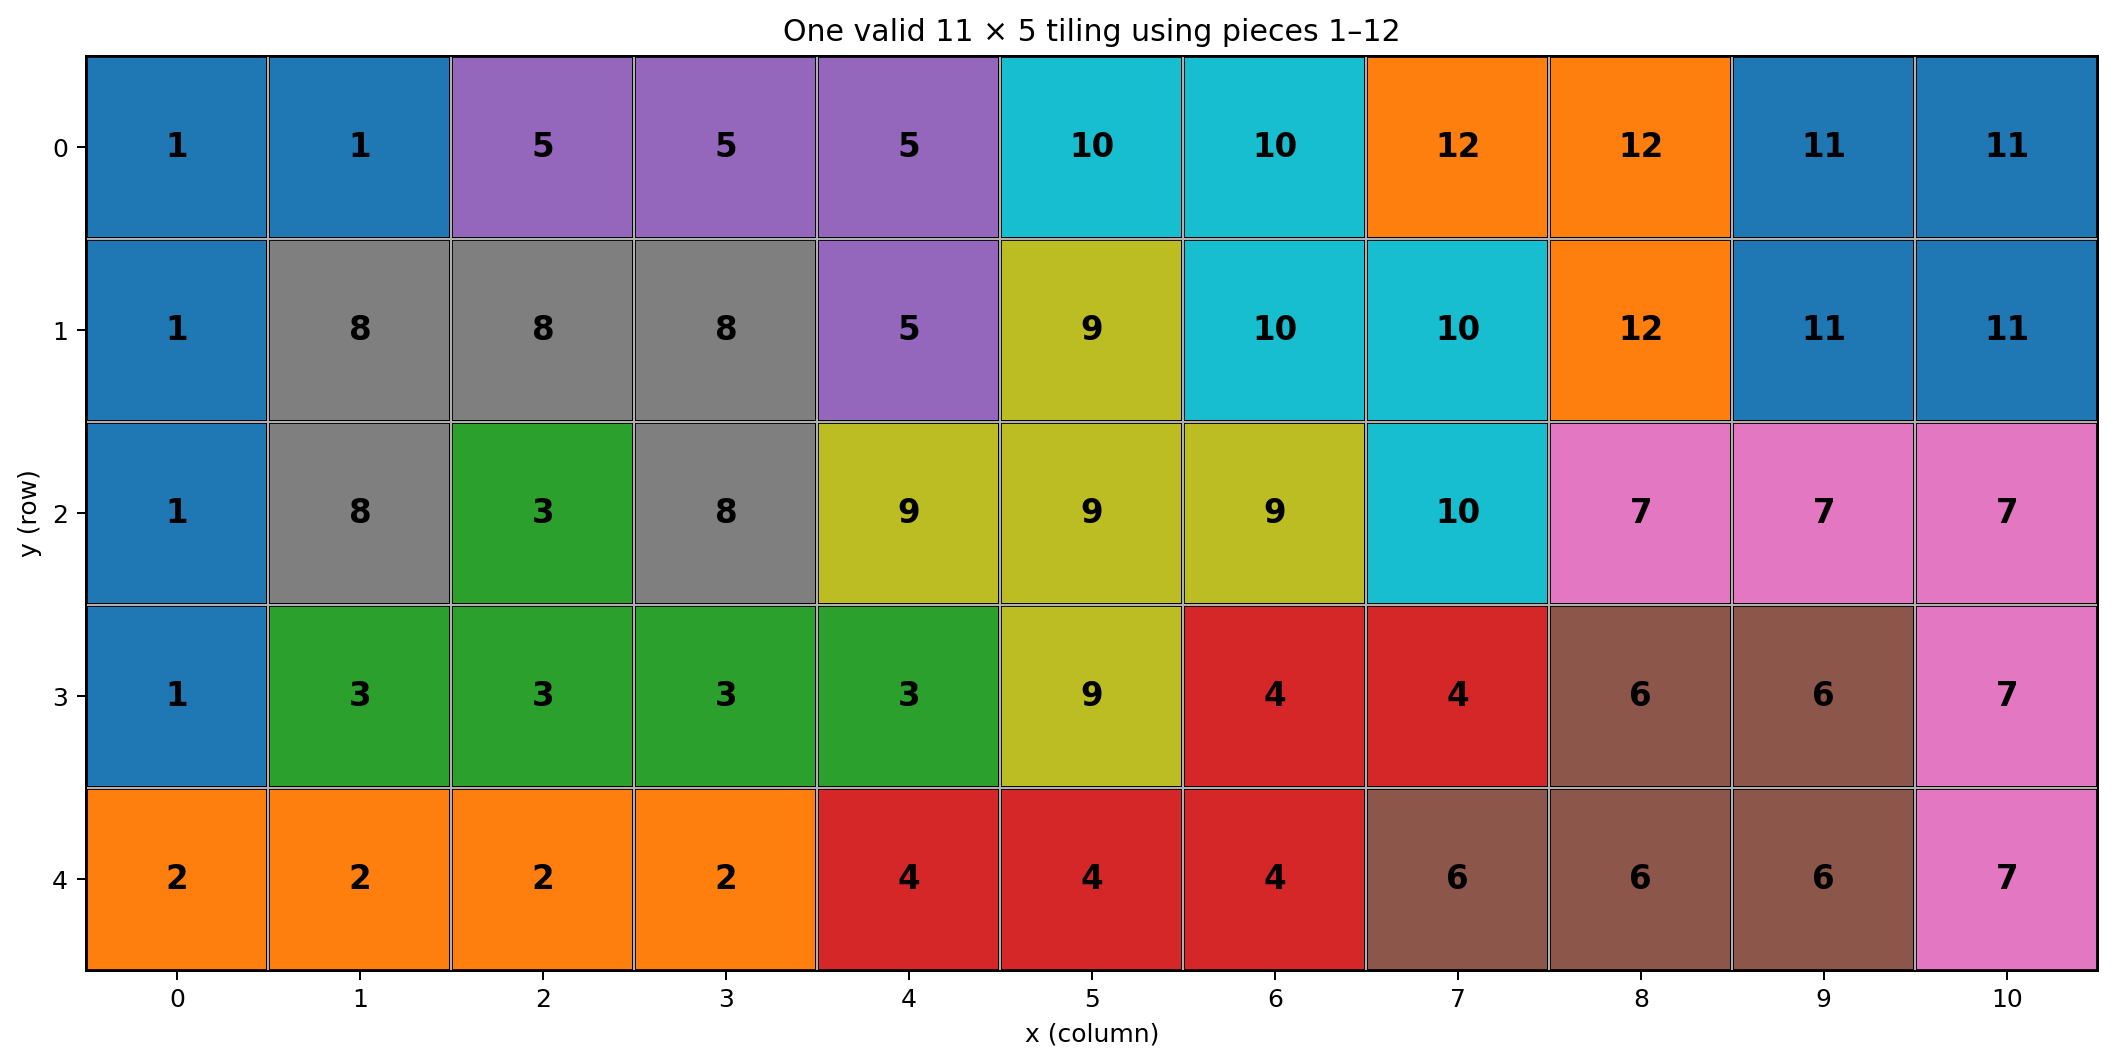 One valid 11 × 5 tiling using pieces 1–12
0 1 1 5 5 5 10 10 12 12 11 11
1 1 8 8 8 5 9 10 10 12 11 11
y (row)
2 1 8 3 8 9 9 9 10 7 7 7
3 1 3 3 3 3 9 4 4 6 6 7
4 2 2 2 2 4 4 4 6 6 6 7
0 1 2 3 4 5 6 7 8 9 10
x (column)